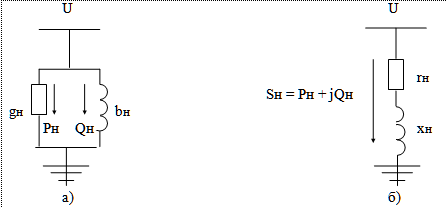 U
gн
Pн
Qн
bн
а)
U
Sн = Pн + jQн
rн
xн
б)